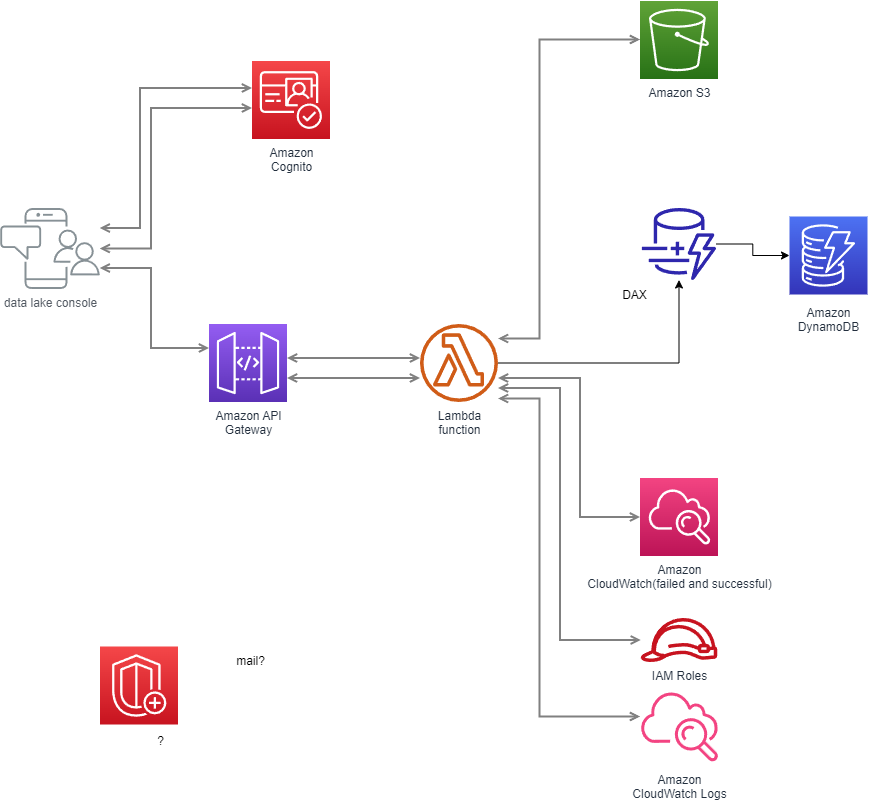 Amazon S3
Amazon
Cognito
data lake console
DAX
Amazon
DynamoDB
Amazon API
Gateway
Lambda
function
Amazon
CloudWatch(failed and successful)
mail?
IAM Roles
?
Amazon
CloudWatch Logs